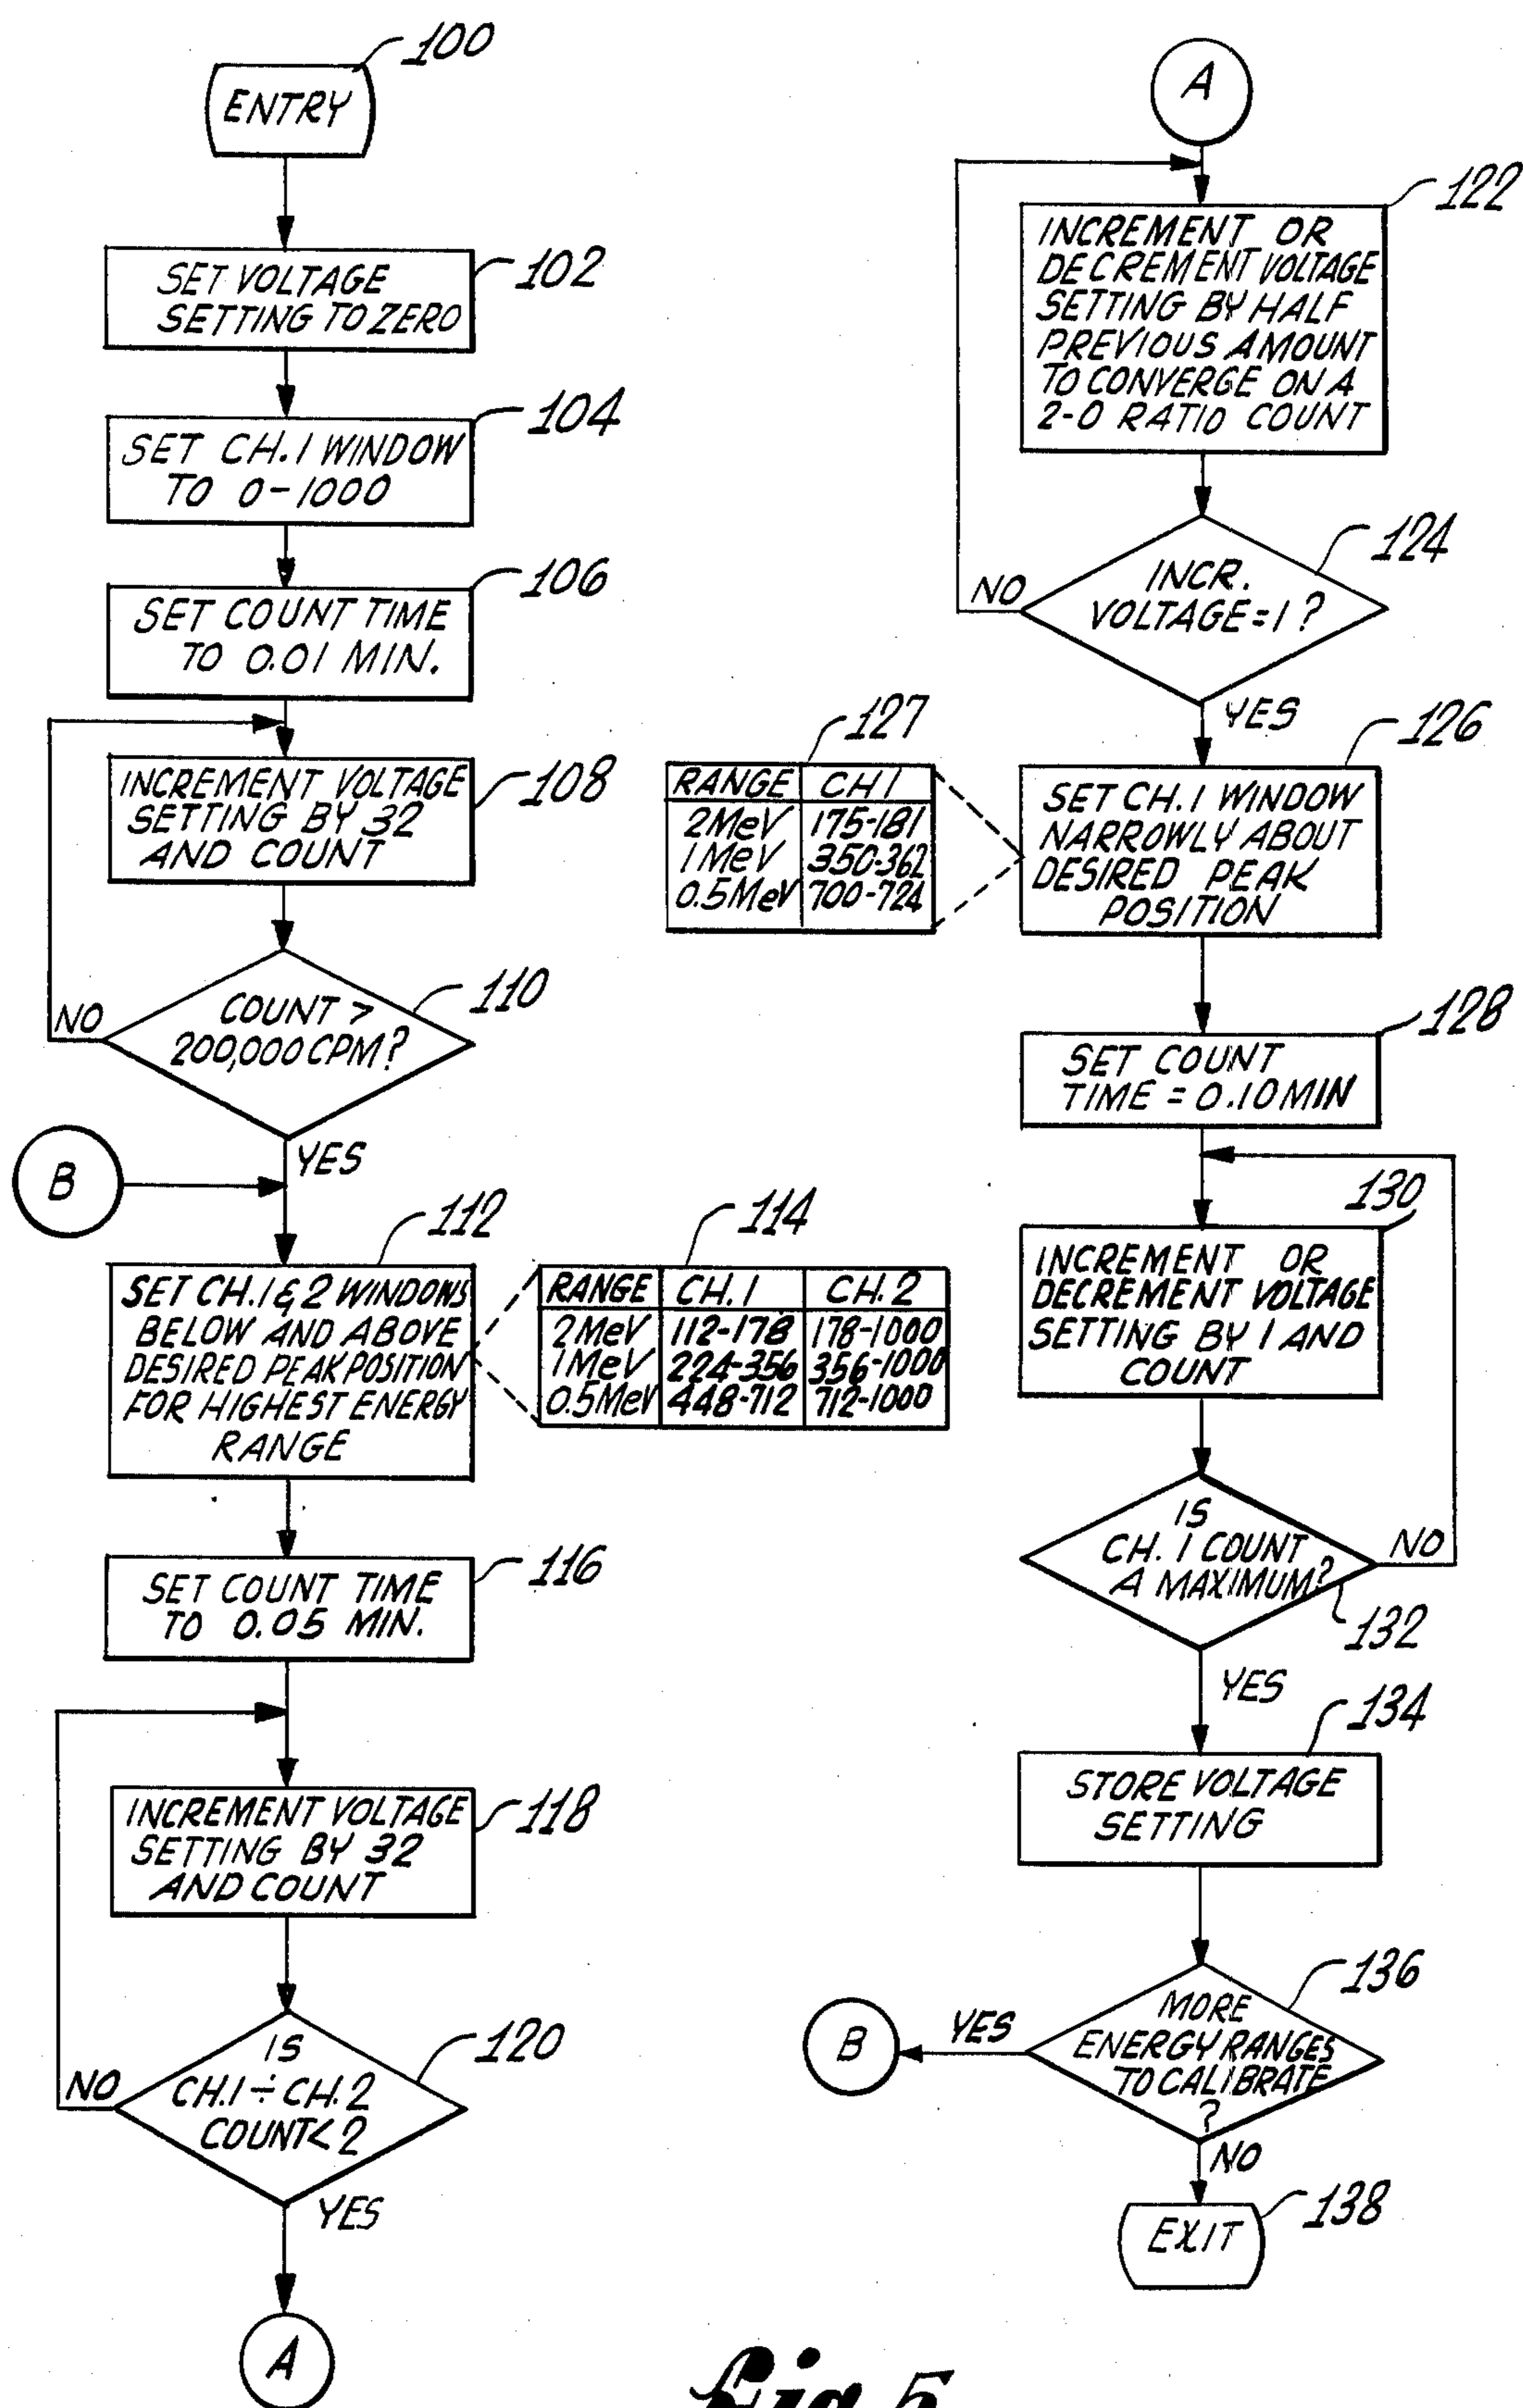 100
ENTRY
SET VOLTAGE
SETTING TO ZERO
102
SET CH.1 WINDOW
TO 0-1000
104
SET COUNT TIME
TO 0.01 MIN.
106
INCREMENT VOLTAGE
SETTING BY 32
AND COUNT
108
COUNT >
200,000 CPM?
110
NO
YES
B
112
SET CH.1 & 2 WINDOWS
BELOW AND ABOVE
DESIRED PEAK POSITION
FOR HIGHEST ENERGY
RANGE
114
RANGE CH.1 CH.2
2MeV 112-178 178-1000
1MeV 224-356 356-1000
0.5MeV 448-712 712-1000
SET COUNT TIME
TO 0.05 MIN.
116
INCREMENT VOLTAGE
SETTING BY 32
AND COUNT
118
IS
CH.1 ÷ CH.2
COUNT < 2
120
NO
YES
A
A
122
INCREMENT OR
DECREMENT VOLTAGE
SETTING BY HALF
PREVIOUS AMOUNT
TO CONVERGE ON A
2-0 RATIO COUNT
124
INCR.
VOLTAGE=1?
NO
YES
127
RANGE CH1
2MeV 175-181
1MeV 350-362
0.5MeV 700-724
126
SET CH.1 WINDOW
NARROWLY ABOUT
DESIRED PEAK
POSITION
128
SET COUNT
TIME = 0.10 MIN
130
INCREMENT OR
DECREMENT VOLTAGE
SETTING BY 1 AND
COUNT
IS
CH. 1 COUNT
A MAXIMUM?
NO
132
YES
134
STORE VOLTAGE
SETTING
136
MORE
ENERGY RANGES
TO CALIBRATE
?
YES
B
NO
EXIT
138
Fig 5